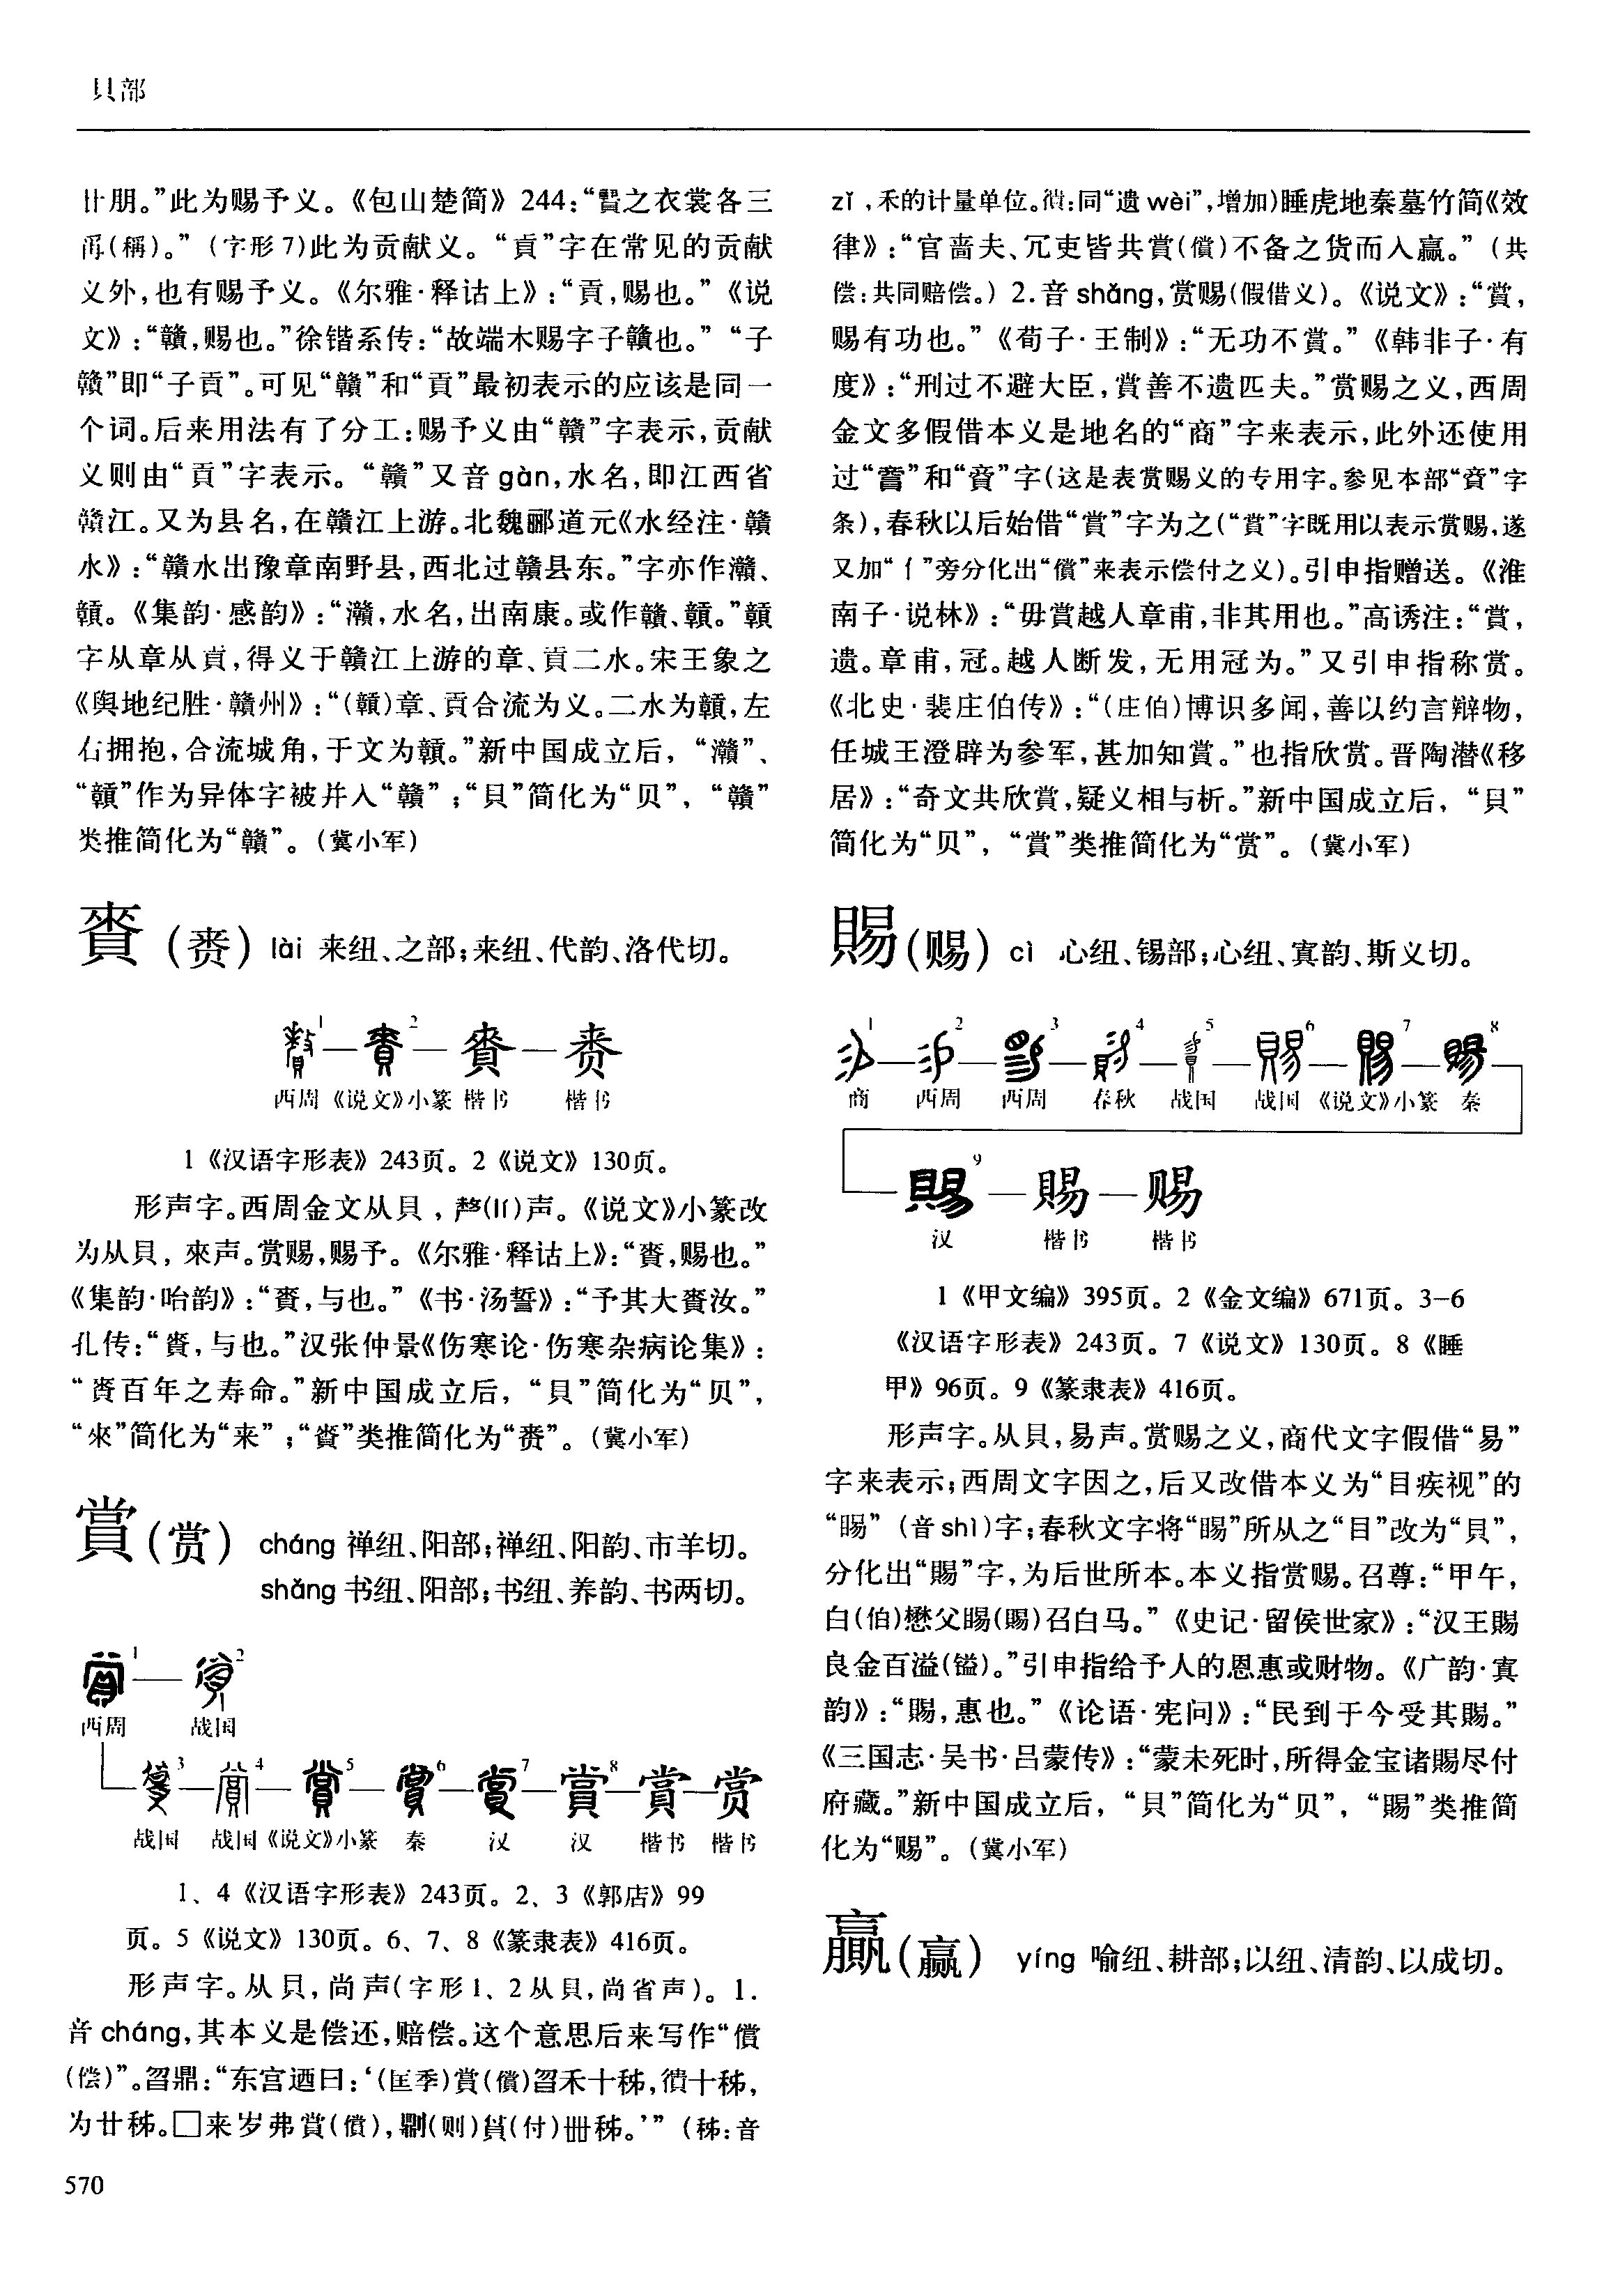 貝部
廿朋。”此为赐予义。《包山楚简》244:“之衣裳各三
爯(稱)。”(字形7)此为贡献义。“貢”字在常见的贡献
义外,也有赐予义。《尔雅·释诂上》:“貢,赐也。”《说
文》:“贛,赐也。”徐锴系传:“故端木赐字子贛也。”“子
贛”即“子貢”。可见“贛”和“貢”最初表示的应该是同一
个词。后来用法有了分工:赐予义由“贛”字表示,贡献
义则由“貢”字表示。“贛”又音gàn,水名,即江西省
赣江。又为县名,在贛江上游。北魏郦道元《水经注·贛
水》:“贛水出豫章南野县,西北过贛县东。”字亦作灨、
贑。《集韵·感韵》:“灨,水名,出南康。或作贛、贑。”贑
字从章从貢,得义于贛江上游的章、貢二水。宋王象之
《舆地纪胜·贛州》:“(贑)章、貢合流为义。二水为贑,左
右拥抱,合流城角,于文为贑。”新中国成立后,“灨”、
“贑”作为异体字被并入“贛”;“貝”简化为“贝”,“贛”
类推简化为“赣”。(冀小军)
賚(赉) lài 来纽、之部;来纽、代韵、洛代切。
1 2
西周 《说文》小篆 楷书 楷书
1《汉语字形表》243页。2《说文》130页。
形声字。西周金文从貝,𠩺(lí)声。《说文》小篆改
为从貝,來声。赏赐,赐予。《尔雅·释诂上》:“賚,赐也。”
《集韵·咍韵》:“賚,与也。”《书·汤誓》:“予其大賚汝。”
孔传:“賚,与也。”汉张仲景《伤寒论·伤寒杂病论集》:
“賚百年之寿命。”新中国成立后,“貝”简化为“贝”,
“來”简化为“来”;“賚”类推简化为“赉”。(冀小军)
賞(赏) cháng 禅纽、阳部;禅纽、阳韵、市羊切。
shǎng 书纽、阳部;书纽、养韵、书两切。
1 2
西周 战国
3 4 5 6 7 8 賞 赏
战国 战国 《说文》小篆 秦 汉 汉 楷书 楷书
1、4《汉语字形表》243页。2、3《郭店》99
页。5《说文》130页。6、7、8《篆隶表》416页。
形声字。从貝,尚声(字形1、2从貝,尚省声)。1.
音cháng,其本义是偿还,赔偿。这个意思后来写作“償
(偿)”。曶鼎:“东宫迺曰:‘(匡季)賞(償)曶禾十秭,𧶘十秭,
为廿秭。□来岁弗賞(償),劓(则)䝿(付)卌秭。’”(秭:音
zǐ,禾的计量单位。:同“遗wèi”,增加)睡虎地秦墓竹简《效
律》:“官啬夫、冗吏皆共賞(償)不备之货而入赢。”(共
偿:共同赔偿。)2.音shǎng,赏赐(假借义)。《说文》:“賞,
赐有功也。”《荀子·王制》:“无功不賞。”《韩非子·有
度》:“刑过不避大臣,賞善不遗匹夫。”赏赐之义,西周
金文多假借本义是地名的“商”字来表示,此外还使用
过“”和“”字(这是表赏赐义的专用字。参见本部“”字
条),春秋以后始借“賞”字为之(“賞”字既用以表示赏赐,遂
又加“亻”旁分化出“償”来表示偿付之义)。引申指赠送。《淮
南子·说林》:“毋賞越人章甫,非其用也。”高诱注:“賞,
遗。章甫,冠。越人断发,无用冠为。”又引申指称赏。
《北史·裴庄伯传》:“(庄伯)博识多闻,善以约言辩物,
任城王澄辟为参军,甚加知賞。”也指欣赏。晋陶潜《移
居》:“奇文共欣賞,疑义相与析。”新中国成立后,“貝”
简化为“贝”,“賞”类推简化为“赏”。(冀小军)
賜(赐) cì 心纽、锡部;心纽、寘韵、斯义切。
1 2 3 4 5 6 7 8
商 西周 西周 春秋 战国 战国 《说文》小篆 秦
9 賜 赐
汉 楷书 楷书
1《甲文编》395页。2《金文编》671页。3-6
《汉语字形表》243页。7《说文》130页。8《睡
甲》96页。9《篆隶表》416页。
形声字。从貝,易声。赏赐之义,商代文字假借“易”
字来表示;西周文字因之,后又改借本义为“目疾视”的
“睗”(音shì)字;春秋文字将“睗”所从之“目”改为“貝”,
分化出“賜”字,为后世所本。本义指赏赐。召尊:“甲午,
白(伯)懋父睗(賜)召白马。”《史记·留侯世家》:“汉王賜
良金百溢(镒)。”引申指给予人的恩惠或财物。《广韵·寘
韵》:“賜,惠也。”《论语·宪问》:“民到于今受其賜。”
《三国志·吴书·吕蒙传》:“蒙未死时,所得金宝诸賜尽付
府藏。”新中国成立后,“貝”简化为“贝”,“賜”类推简
化为“赐”。(冀小军)
贏(赢) yíng 喻纽、耕部;以纽、清韵、以成切。
570